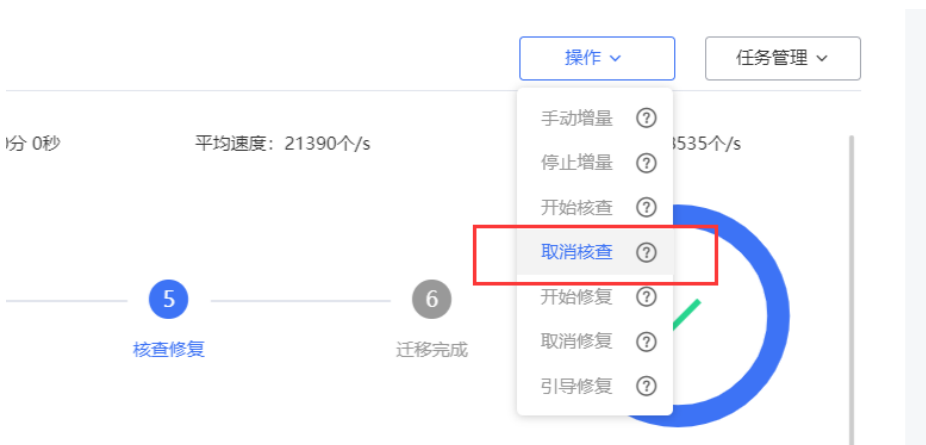 操作
任务管理
分 0秒
平均速度：21390个/s
3535个/s
手动增量
停止增量
开始核查
取消核查
开始修复
取消修复
引导修复
5
核查修复
6
迁移完成